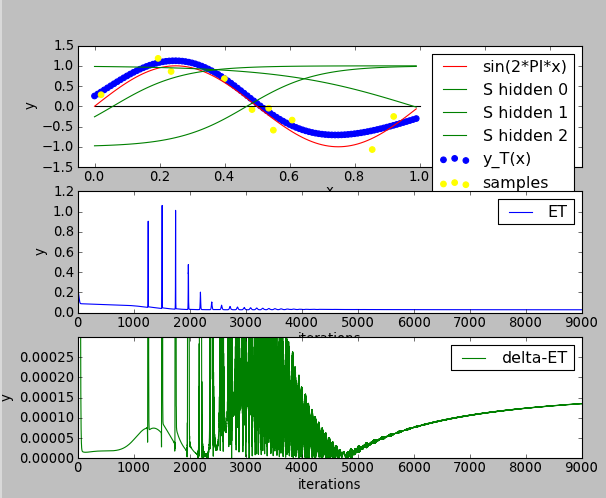 1.5
1.0
0.5
0.0
−0.5
−1.0
−1.5
y
0.0 0.2 0.4 0.6 0.8 1.0
x
sin(2*PI*x)
S hidden 0
S hidden 1
S hidden 2
y_T(x)
samples
1.2
1.0
0.8
0.6
0.4
0.2
0.0
y
ET
0 1000 2000 3000 4000 5000 6000 7000 8000 9000
iterations
0.00025
0.00020
0.00015
0.00010
0.00005
0.00000
y
delta-ET
0 1000 2000 3000 4000 5000 6000 7000 8000 9000
iterations